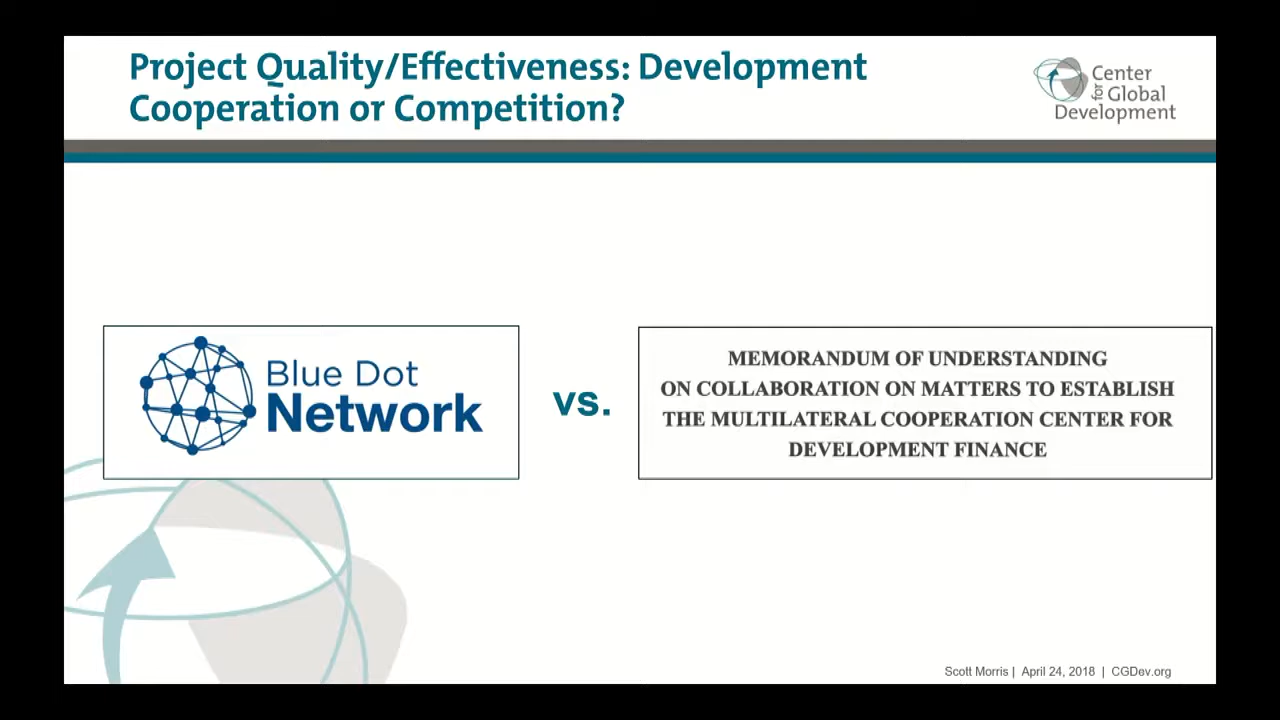 Project Quality/Effectiveness: Development
Cooperation or Competition?
Center
for Global
Development
Blue Dot
Network
vs.
MEMORANDUM OF UNDERSTANDING
ON COLLABORATION ON MATTERS TO ESTABLISH
THE MULTILATERAL COOPERATION CENTER FOR
DEVELOPMENT FINANCE
Scott Morris | April 24, 2018 | CGDev.org